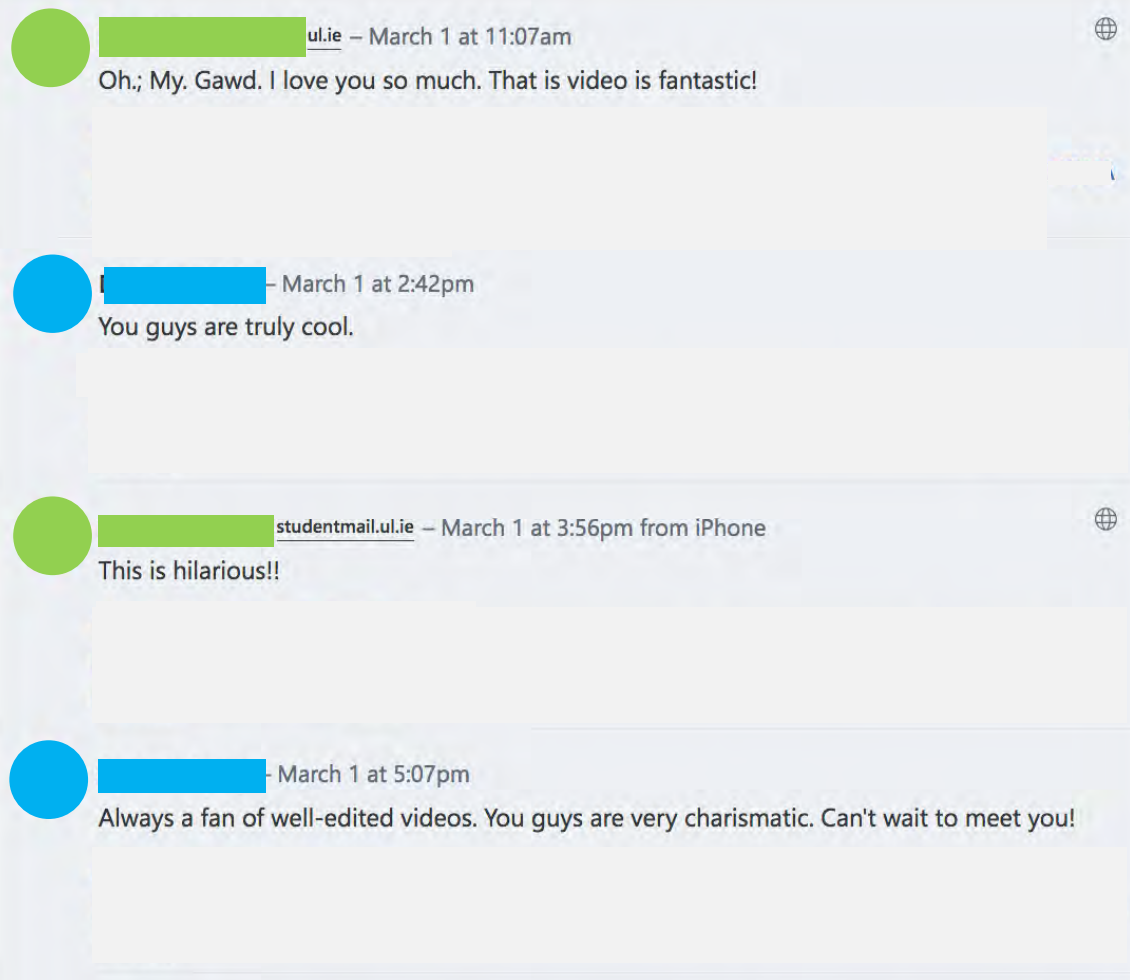 ul.ie – March 1 at 11:07am
Oh.; My. Gawd. I love you so much. That is video is fantastic!
– March 1 at 2:42pm
You guys are truly cool.
studentmail.ul.ie – March 1 at 3:56pm from iPhone
This is hilarious!!
- March 1 at 5:07pm
Always a fan of well-edited videos. You guys are very charismatic. Can't wait to meet you!